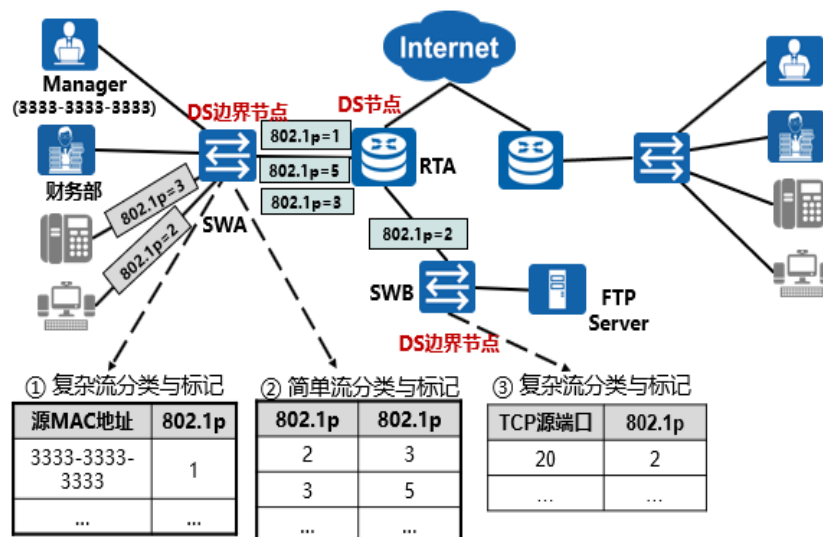 Internet
Manager
(3333-3333-3333)
DS边界节点
DS节点
802.1p=1
802.1p=5
802.1p=3
RTA
财务部
802.1p=3
802.1p=2
SWA
802.1p=2
SWB
FTP
Server
DS边界节点
① 复杂流分类与标记
源MAC地址 802.1p
3333-3333-
3333 1
... ...
② 简单流分类与标记
802.1p 802.1p
2 3
3 5
... ...
③ 复杂流分类与标记
TCP源端口 802.1p
20 2
... ...